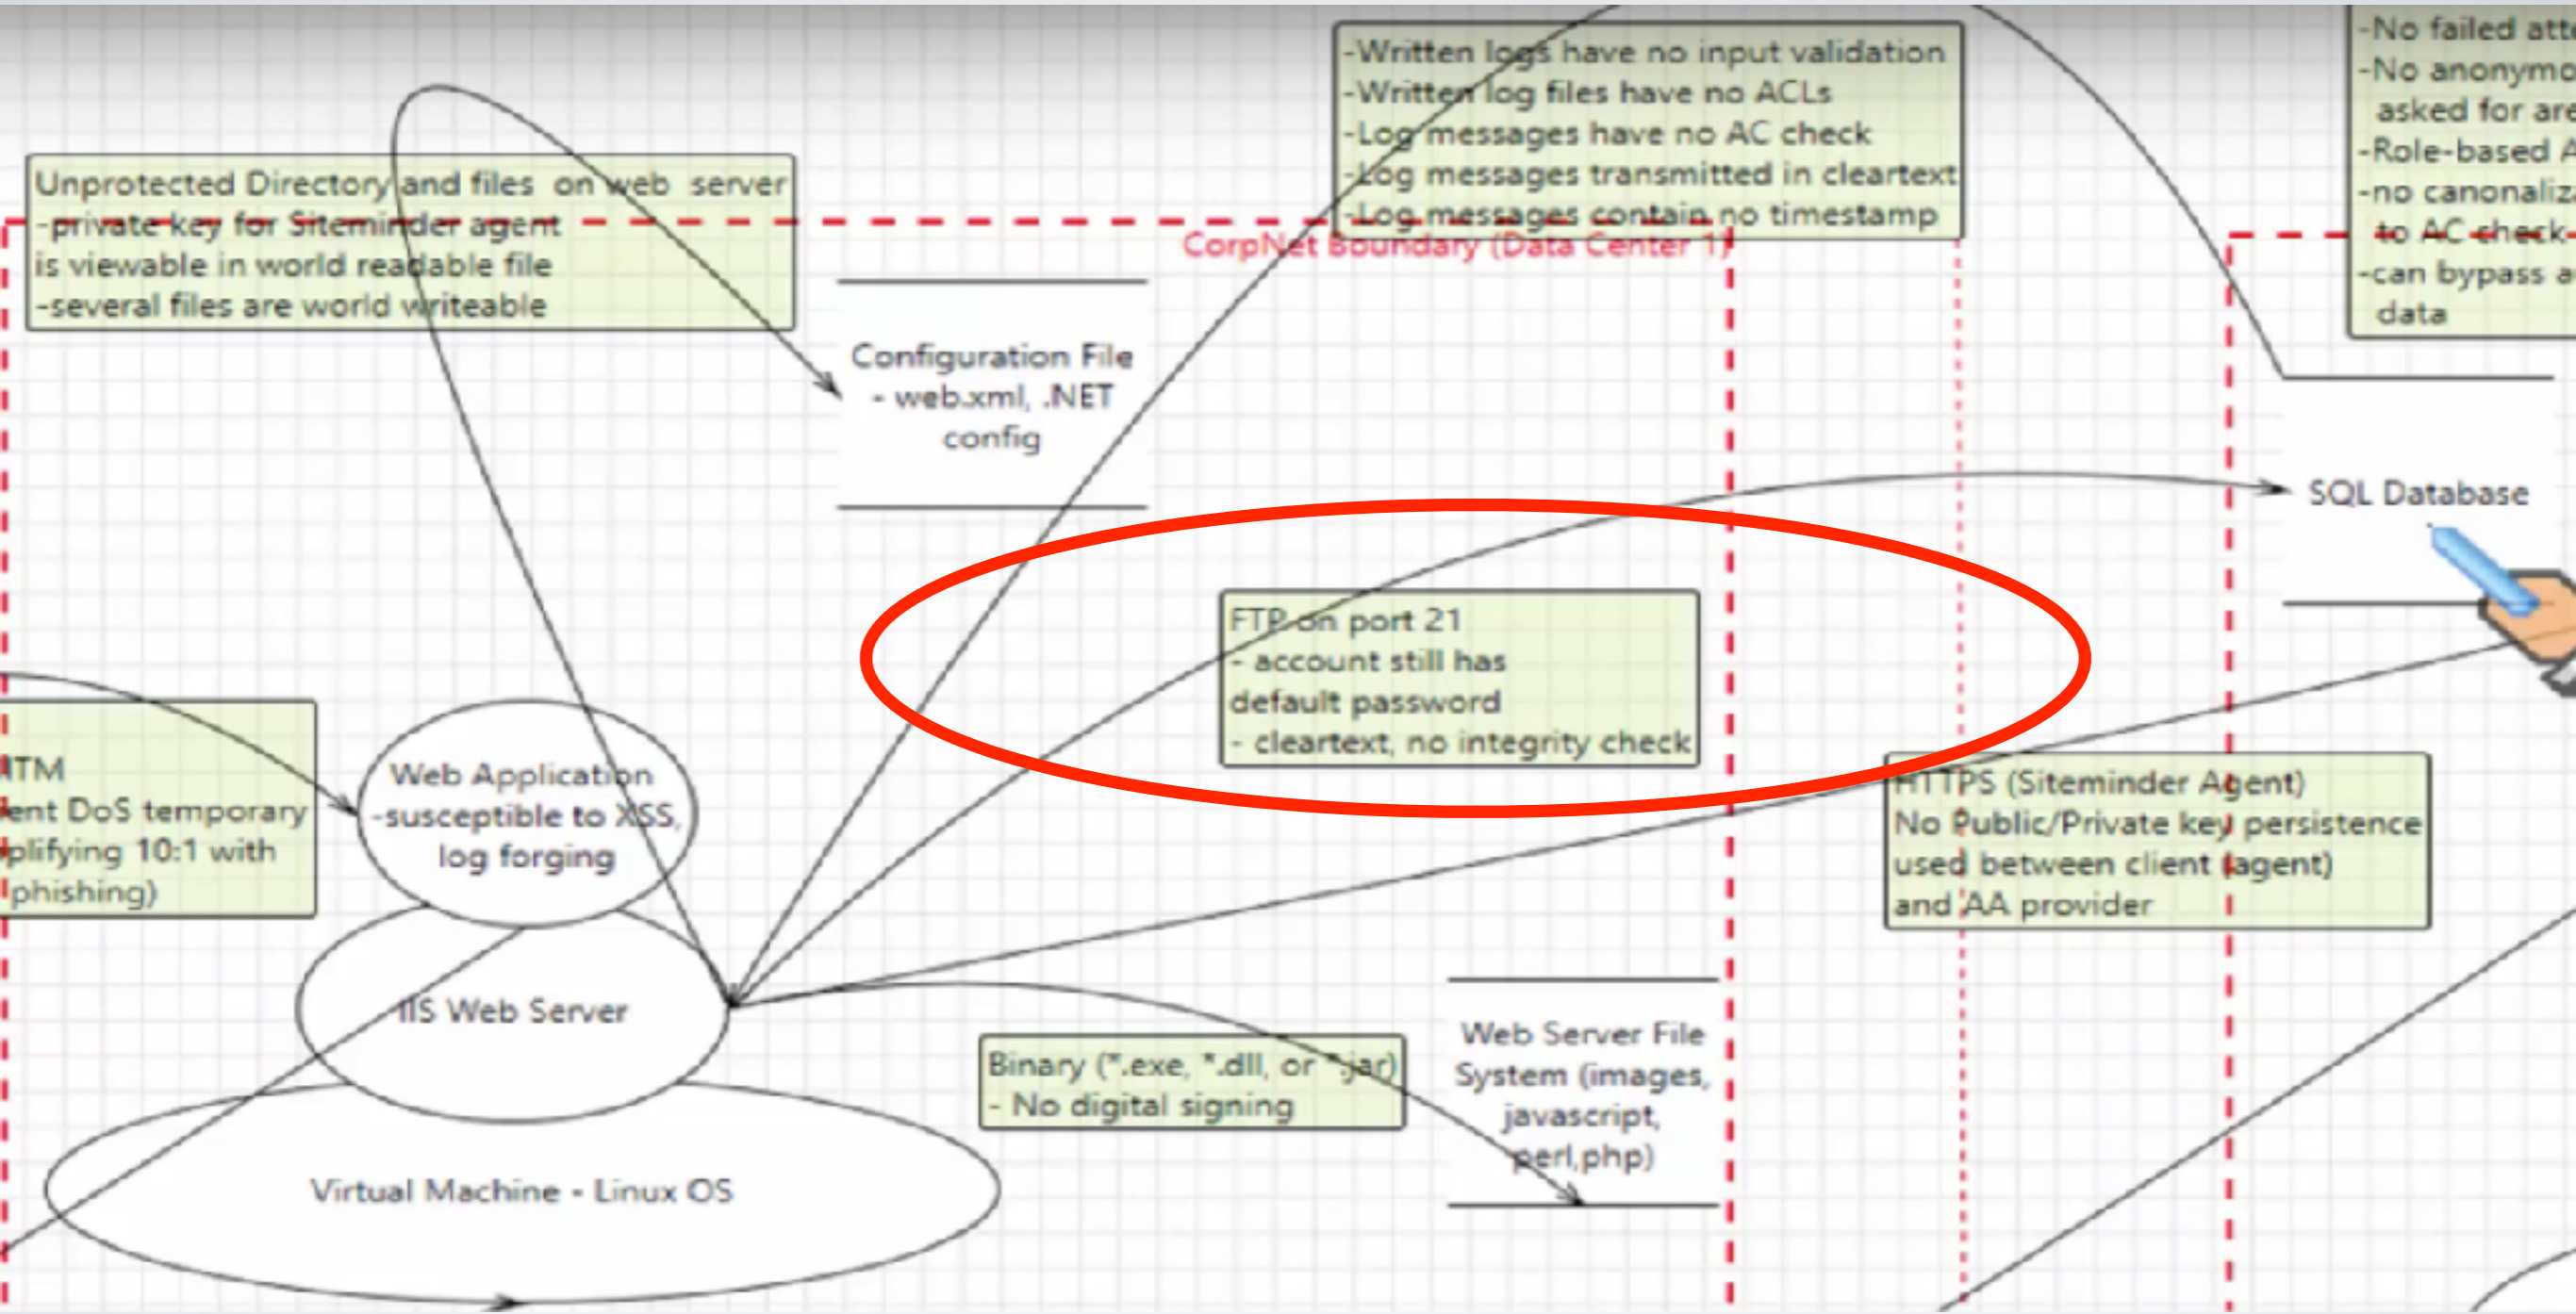 -Written logs have no input validation
-Written log files have no ACLs
-Log messages have no AC check
-Log messages transmitted in cleartext
-Log messages contain no timestamp
-No failed
-No
asked for
-Role-based
-no
to AC check
-can bypass
data
Unprotected Directory and files on web server
-private key for Siteminder agent
is viewable in world readable file
-several files are world writeable
CorpNet Boundary (Data Center 1)
Configuration File
- web.xml, .NET
config
SQL Database
FTP on port 21
- account still has
default password
- cleartext, no integrity check
DoS temporary
10:1 with
phishing)
Web Application
-susceptible to XSS,
log forging
HTTPS (Siteminder Agent)
No Public/Private key persistence
used between client (agent)
and AA provider
IIS Web Server
Binary (*.exe, *.dll, or *.jar)
- No digital signing
Web Server File
System (images,
javascript,
perl,php)
Virtual Machine - Linux OS